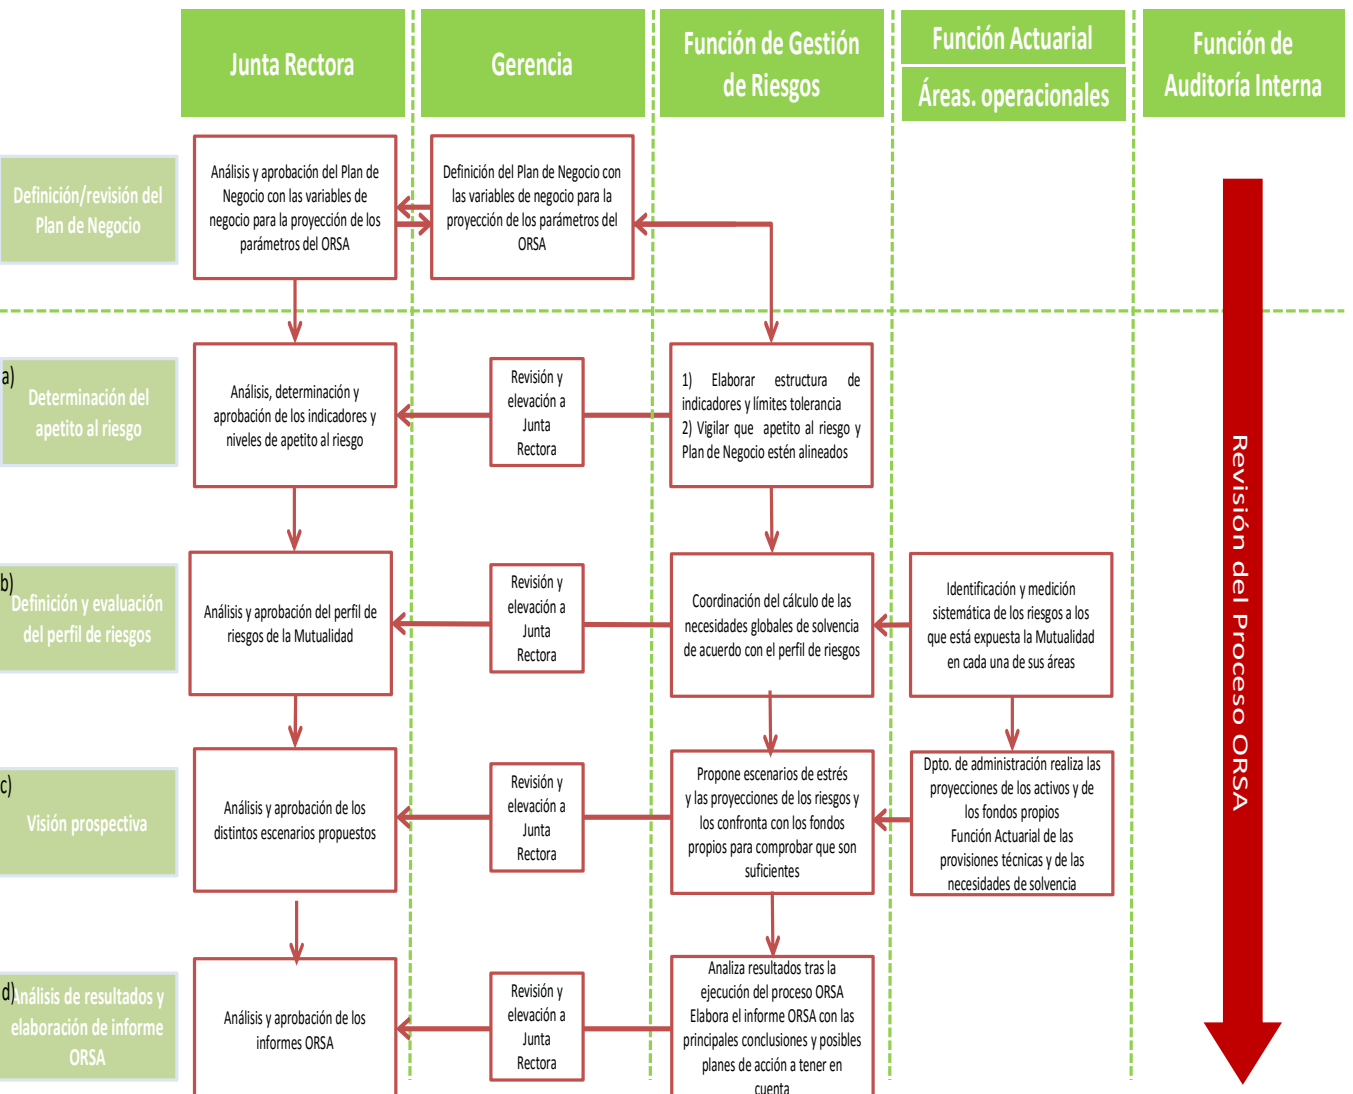 Junta Rectora
Gerencia
Función de Gestión
de Riesgos
Función Actuarial
Áreas. operacionales
Función de
Auditoría Interna
Definición/revisión del
Plan de Negocio
Análisis y aprobación del Plan de
Negocio con las variables de
negocio para la proyección de los
parámetros del ORSA
Definición del Plan de Negocio con
las variables de negocio para la
proyección de los parámetros del
ORSA
a)
Determinación del
apetito al riesgo
Análisis, determinación y
aprobación de los indicadores y
niveles de apetito al riesgo
Revisión y
elevación a
Junta
Rectora
1) Elaborar estructura de
indicadores y límites tolerancia
2) Vigilar que apetito al riesgo y
Plan de Negocio estén alineados
b)
Definición y evaluación
del perfil de riesgos
Análisis y aprobación del perfil de
riesgos de la Mutualidad
Revisión y
elevación a
Junta
Rectora
Coordinación del cálculo de las
necesidades globales de solvencia
de acuerdo con el perfil de riesgos
Identificación y medición
sistemática de los riesgos a los
que está expuesta la Mutualidad
en cada una de sus áreas
c)
Visión prospectiva
Análisis y aprobación de los
distintos escenarios propuestos
Revisión y
elevación a
Junta
Rectora
Propone escenarios de estrés
y las proyecciones de los riesgos y
los confronta con los fondos
propios para comprobar que son
suficientes
Dpto. de administración realiza las
proyecciones de los activos y de
los fondos propios
Función Actuarial de las
provisiones técnicas y de las
necesidades de solvencia
d)
Análisis de resultados y
elaboración de informe
ORSA
Análisis y aprobación de los
informes ORSA
Revisión y
elevación a
Junta
Rectora
Analiza resultados tras la
ejecución del proceso ORSA
Elabora el informe ORSA con las
principales conclusiones y posibles
planes de acción a tener en
cuenta
Revisión del Proceso ORSA